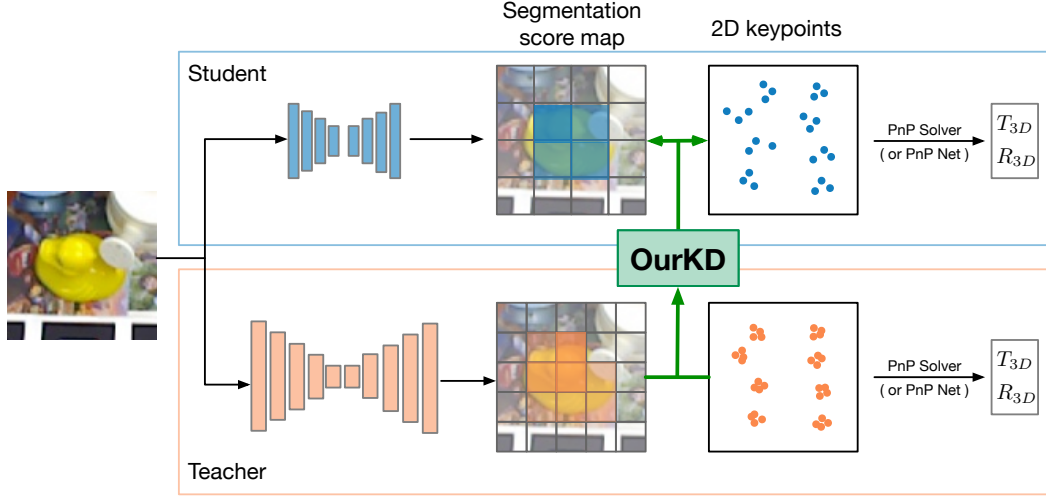 Segmentation
score map
2D keypoints
Student
PnP Solver
( or PnP Net )
T3D
R3D
OurKD
PnP Solver
( or PnP Net )
T3D
R3D
Teacher